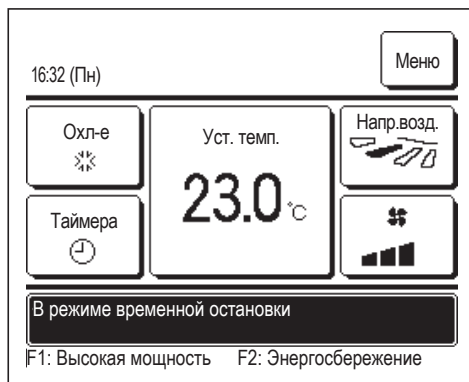 Меню
16:32 (Пн)
Охл-е
Уст. темп.
Напр.возд.
23.0 °C
Таймера
В режиме временной остановки
F1: Высокая мощность F2: Энергосбережение